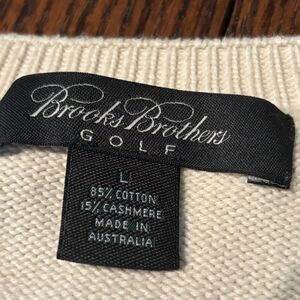 Brooks Brothers
GOLF
L
85% COTTON
15% CASHMERE
MADE IN
AUSTRALIA